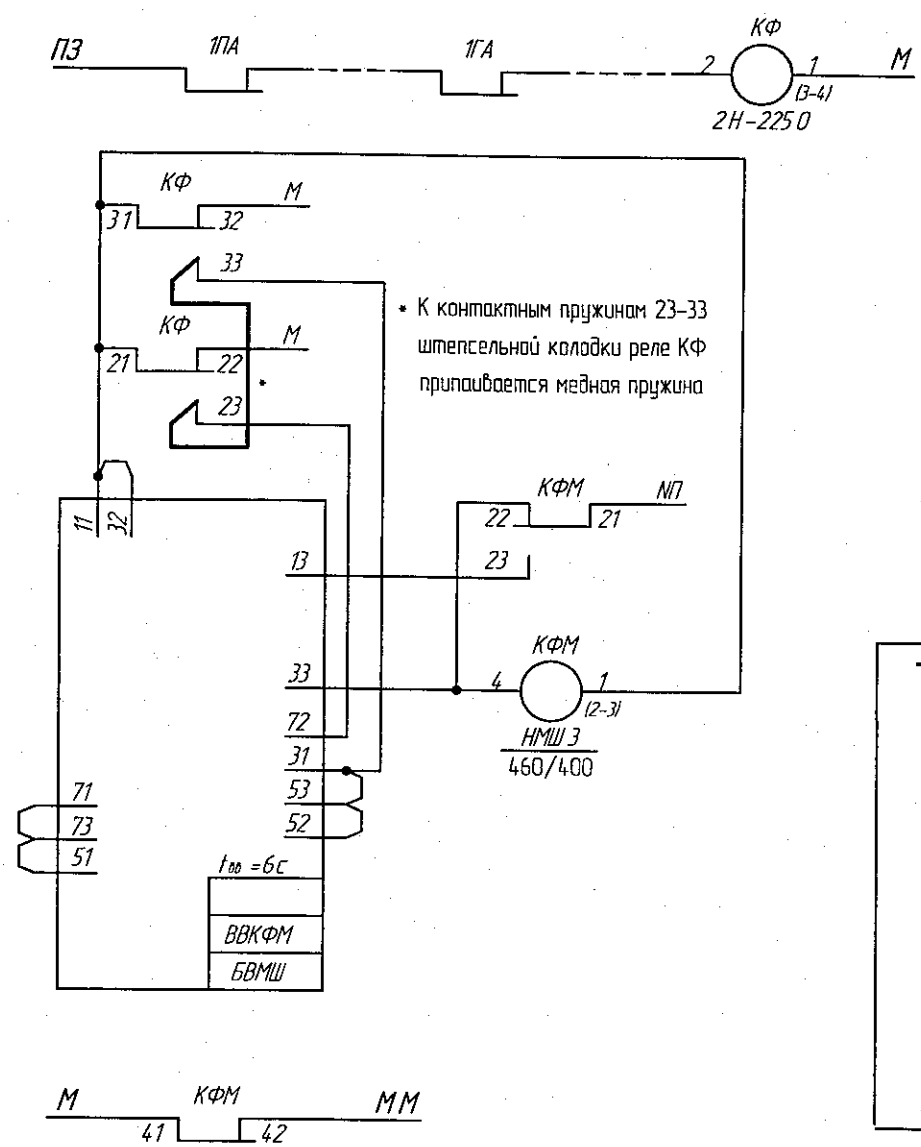 КФ
ПЗ 1ПА 1ГА 2 1 М
(3-4)
2Н-2250
КФ М
31 32
33
* К контактным пружинам 23-33
штепсельной колодки реле КФ
припаивается медная пружина
КФ М
21 22
*
23
КФМ NП
22 21
11 32
13 23
КФМ
33 4 1
(2-3)
НМШ 3
460/400
72
31
71 53
73 52
51
tвв =6с
ВВКФМ
БВМШ
М КФМ ММ
41 42